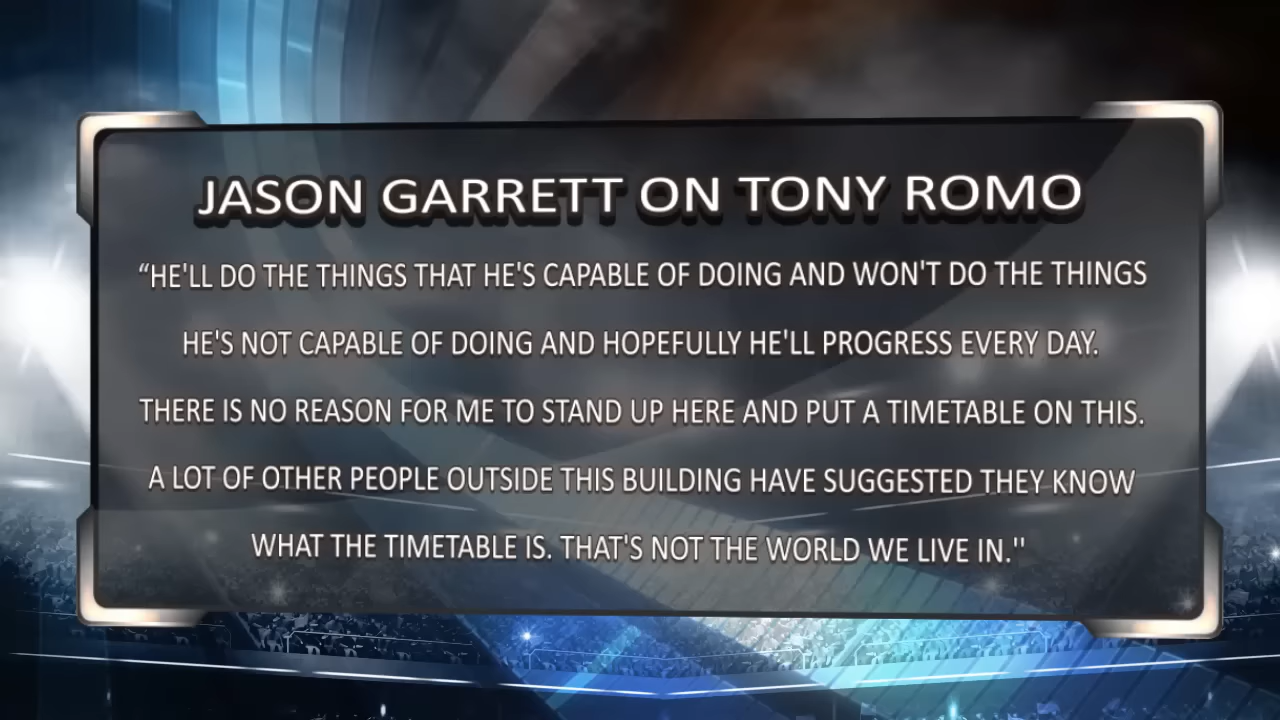 JASON GARRETT ON TONY ROMO
“HE'LL DO THE THINGS THAT HE'S CAPABLE OF DOING AND WON'T DO THE THINGS
HE'S NOT CAPABLE OF DOING AND HOPEFULLY HE'LL PROGRESS EVERY DAY.
THERE IS NO REASON FOR ME TO STAND UP HERE AND PUT A TIMETABLE ON THIS.
A LOT OF OTHER PEOPLE OUTSIDE THIS BUILDING HAVE SUGGESTED THEY KNOW
WHAT THE TIMETABLE IS. THAT'S NOT THE WORLD WE LIVE IN."